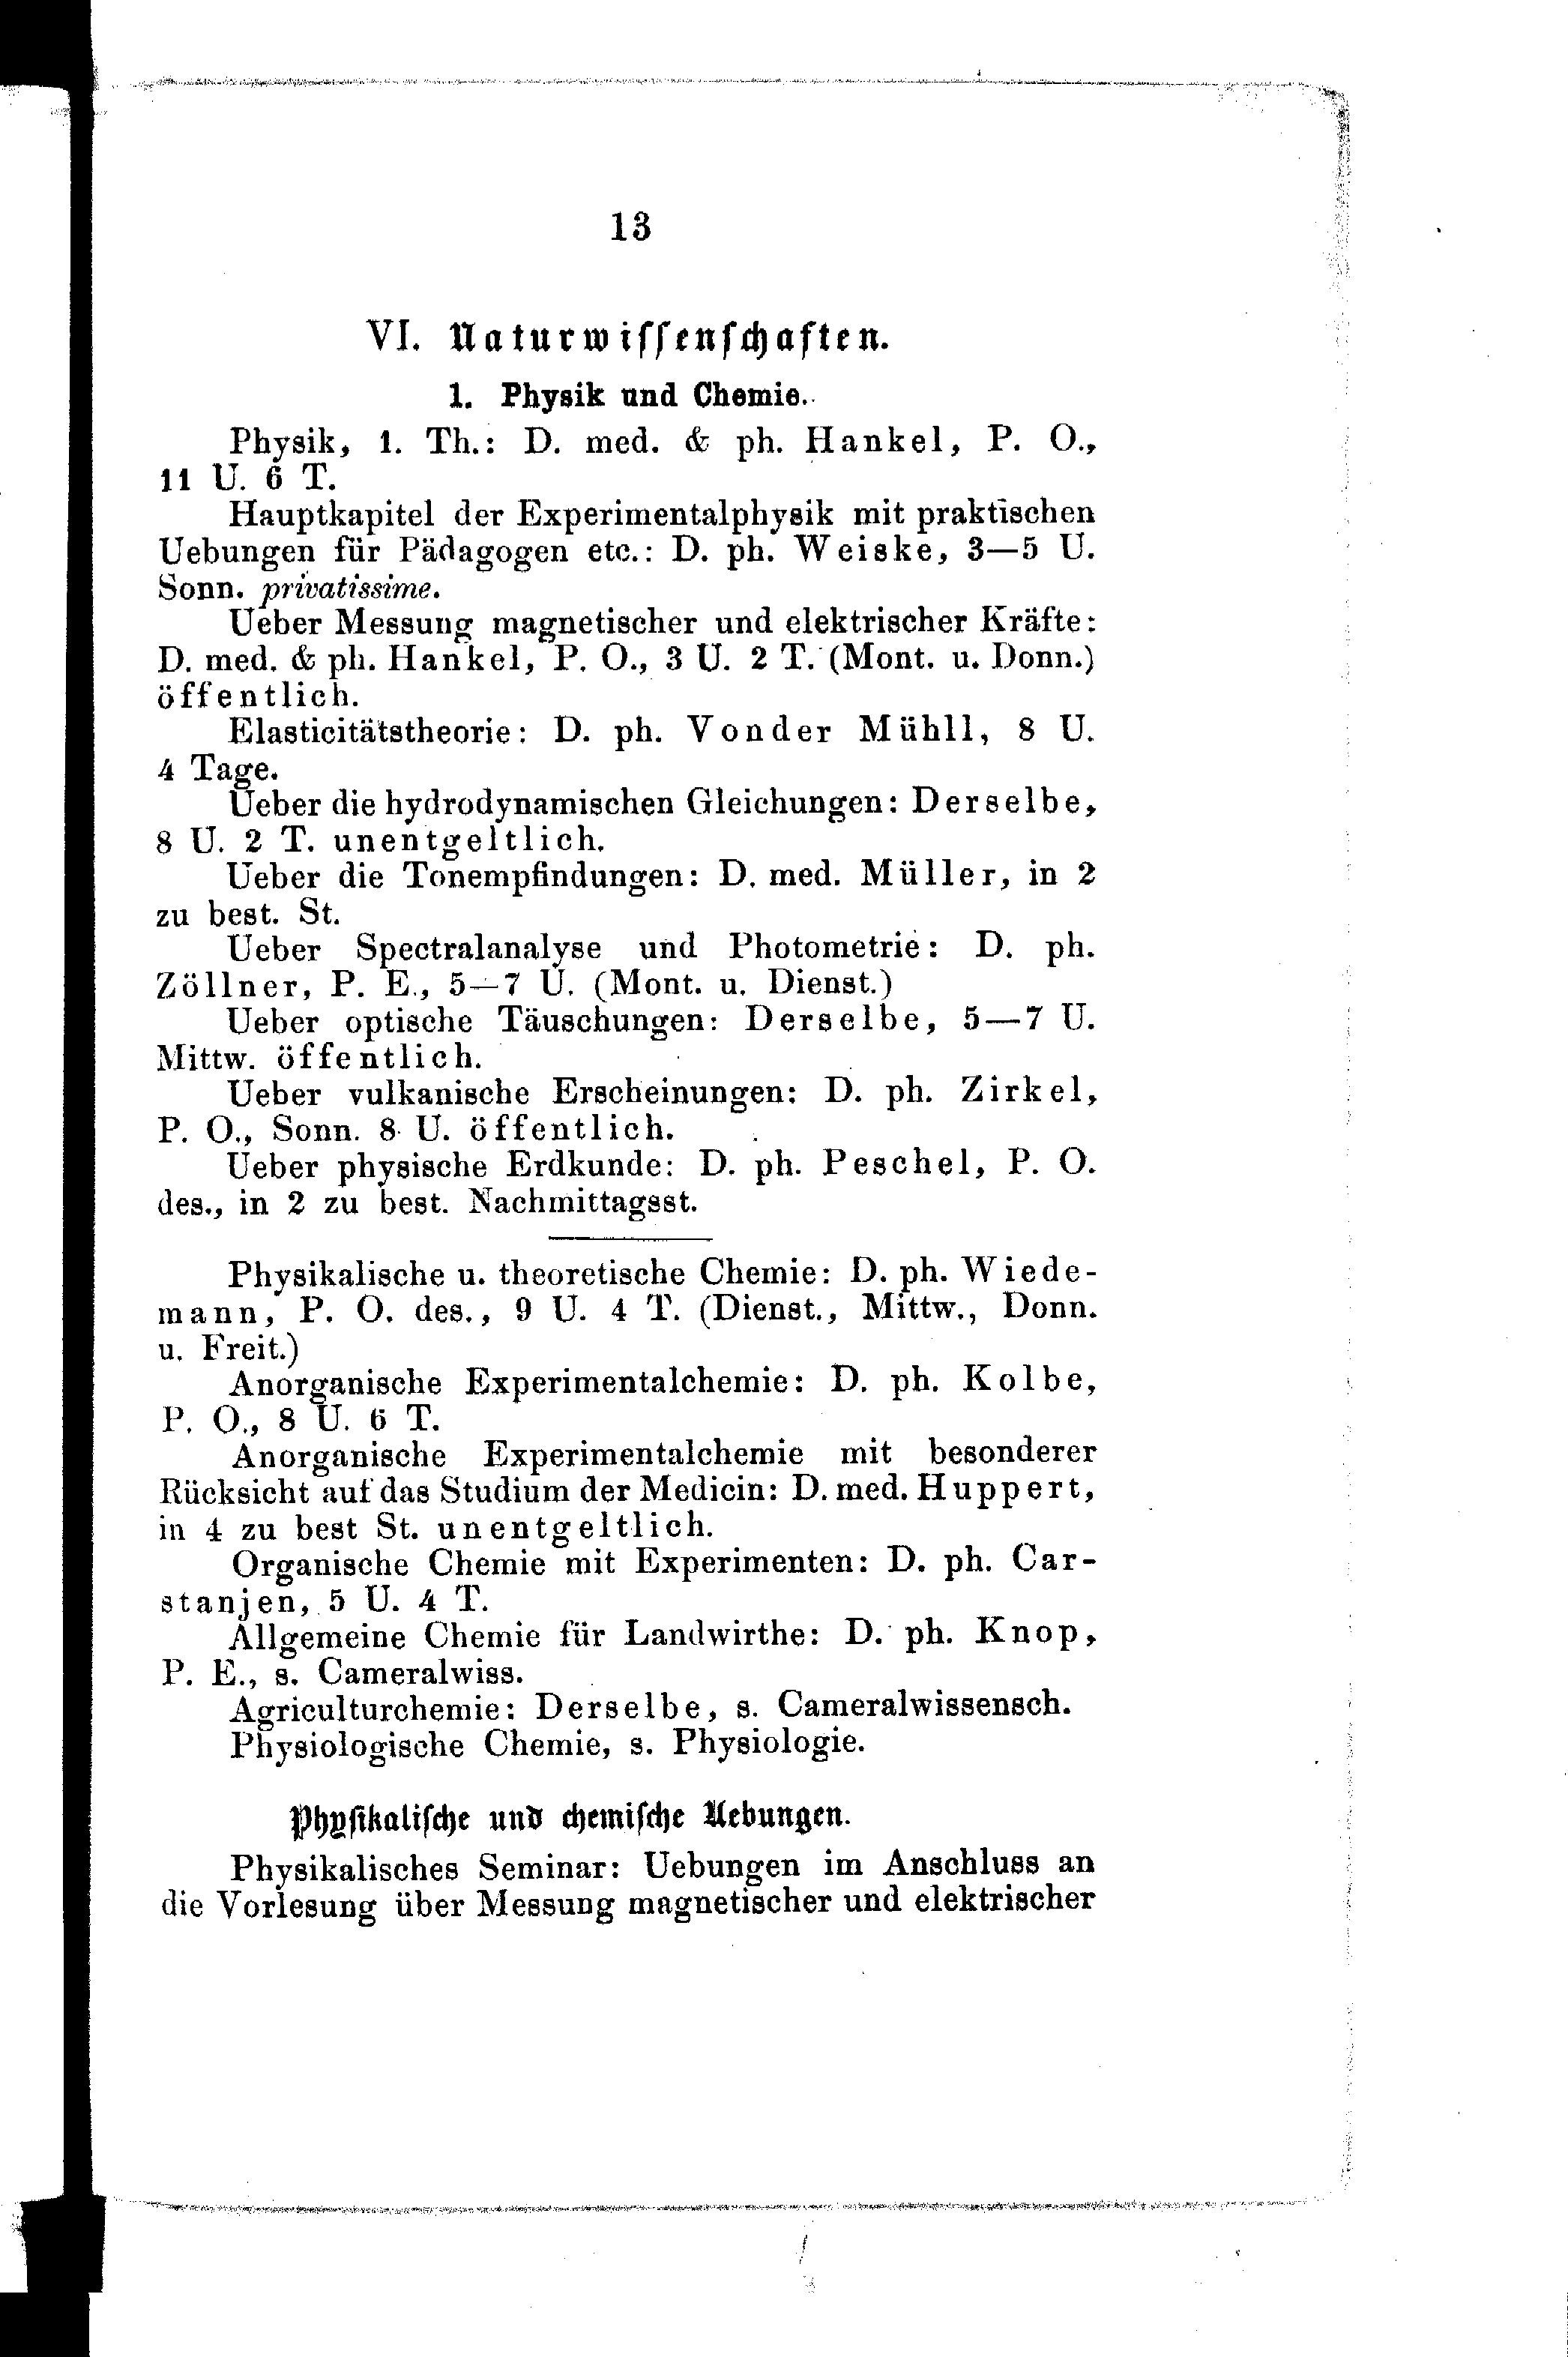 13
VI. Naturwiſſenſchaften.
1. Physik und Chemie.
Physik, 1. Th.: D. med. & ph. Hankel, P. O.,
11 U. 6 T.
Hauptkapitel der Experimentalphysik mit praktischen
Uebungen für Pädagogen etc.: D. ph. Weiske, 3—5 U.
Sonn. privatissime.
Ueber Messung magnetischer und elektrischer Kräfte:
D. med. & ph. Hankel, P. O., 3 U. 2 T. (Mont. u. Donn.)
öffentlich.
Elasticitätstheorie: D. ph. Vonder Mühll, 8 U.
4 Tage.
Ueber die hydrodynamischen Gleichungen: Derselbe,
8 U. 2 T. unentgeltlich.
Ueber die Tonempfindungen: D. med. Müller, in 2
zu best. St.
Ueber Spectralanalyse und Photometrie: D. ph.
Zöllner, P. E., 5—7 U. (Mont. u. Dienst.)
Ueber optische Täuschungen: Derselbe, 5—7 U.
Mittw. öffentlich.
Ueber vulkanische Erscheinungen: D. ph. Zirkel,
P. O., Sonn. 8 U. öffentlich.
Ueber physische Erdkunde: D. ph. Peschel, P. O.
des., in 2 zu best. Nachmittagsst.
Physikalische u. theoretische Chemie: D. ph. Wiede-
mann, P. O. des., 9 U. 4 T. (Dienst., Mittw., Donn.
u. Freit.)
Anorganische Experimentalchemie: D. ph. Kolbe,
P. O., 8 U. 6 T.
Anorganische Experimentalchemie mit besonderer
Rücksicht auf das Studium der Medicin: D. med. Huppert,
in 4 zu best St. unentgeltlich.
Organische Chemie mit Experimenten: D. ph. Car-
stanjen, 5 U. 4 T.
Allgemeine Chemie für Landwirthe: D. ph. Knop,
P. E., s. Cameralwiss.
Agriculturchemie: Derselbe, s. Cameralwissensch.
Physiologische Chemie, s. Physiologie.
Phyſikaliſche und chemiſche Uebungen.
Physikalisches Seminar: Uebungen im Anschluss an
die Vorlesung über Messung magnetischer und elektrischer